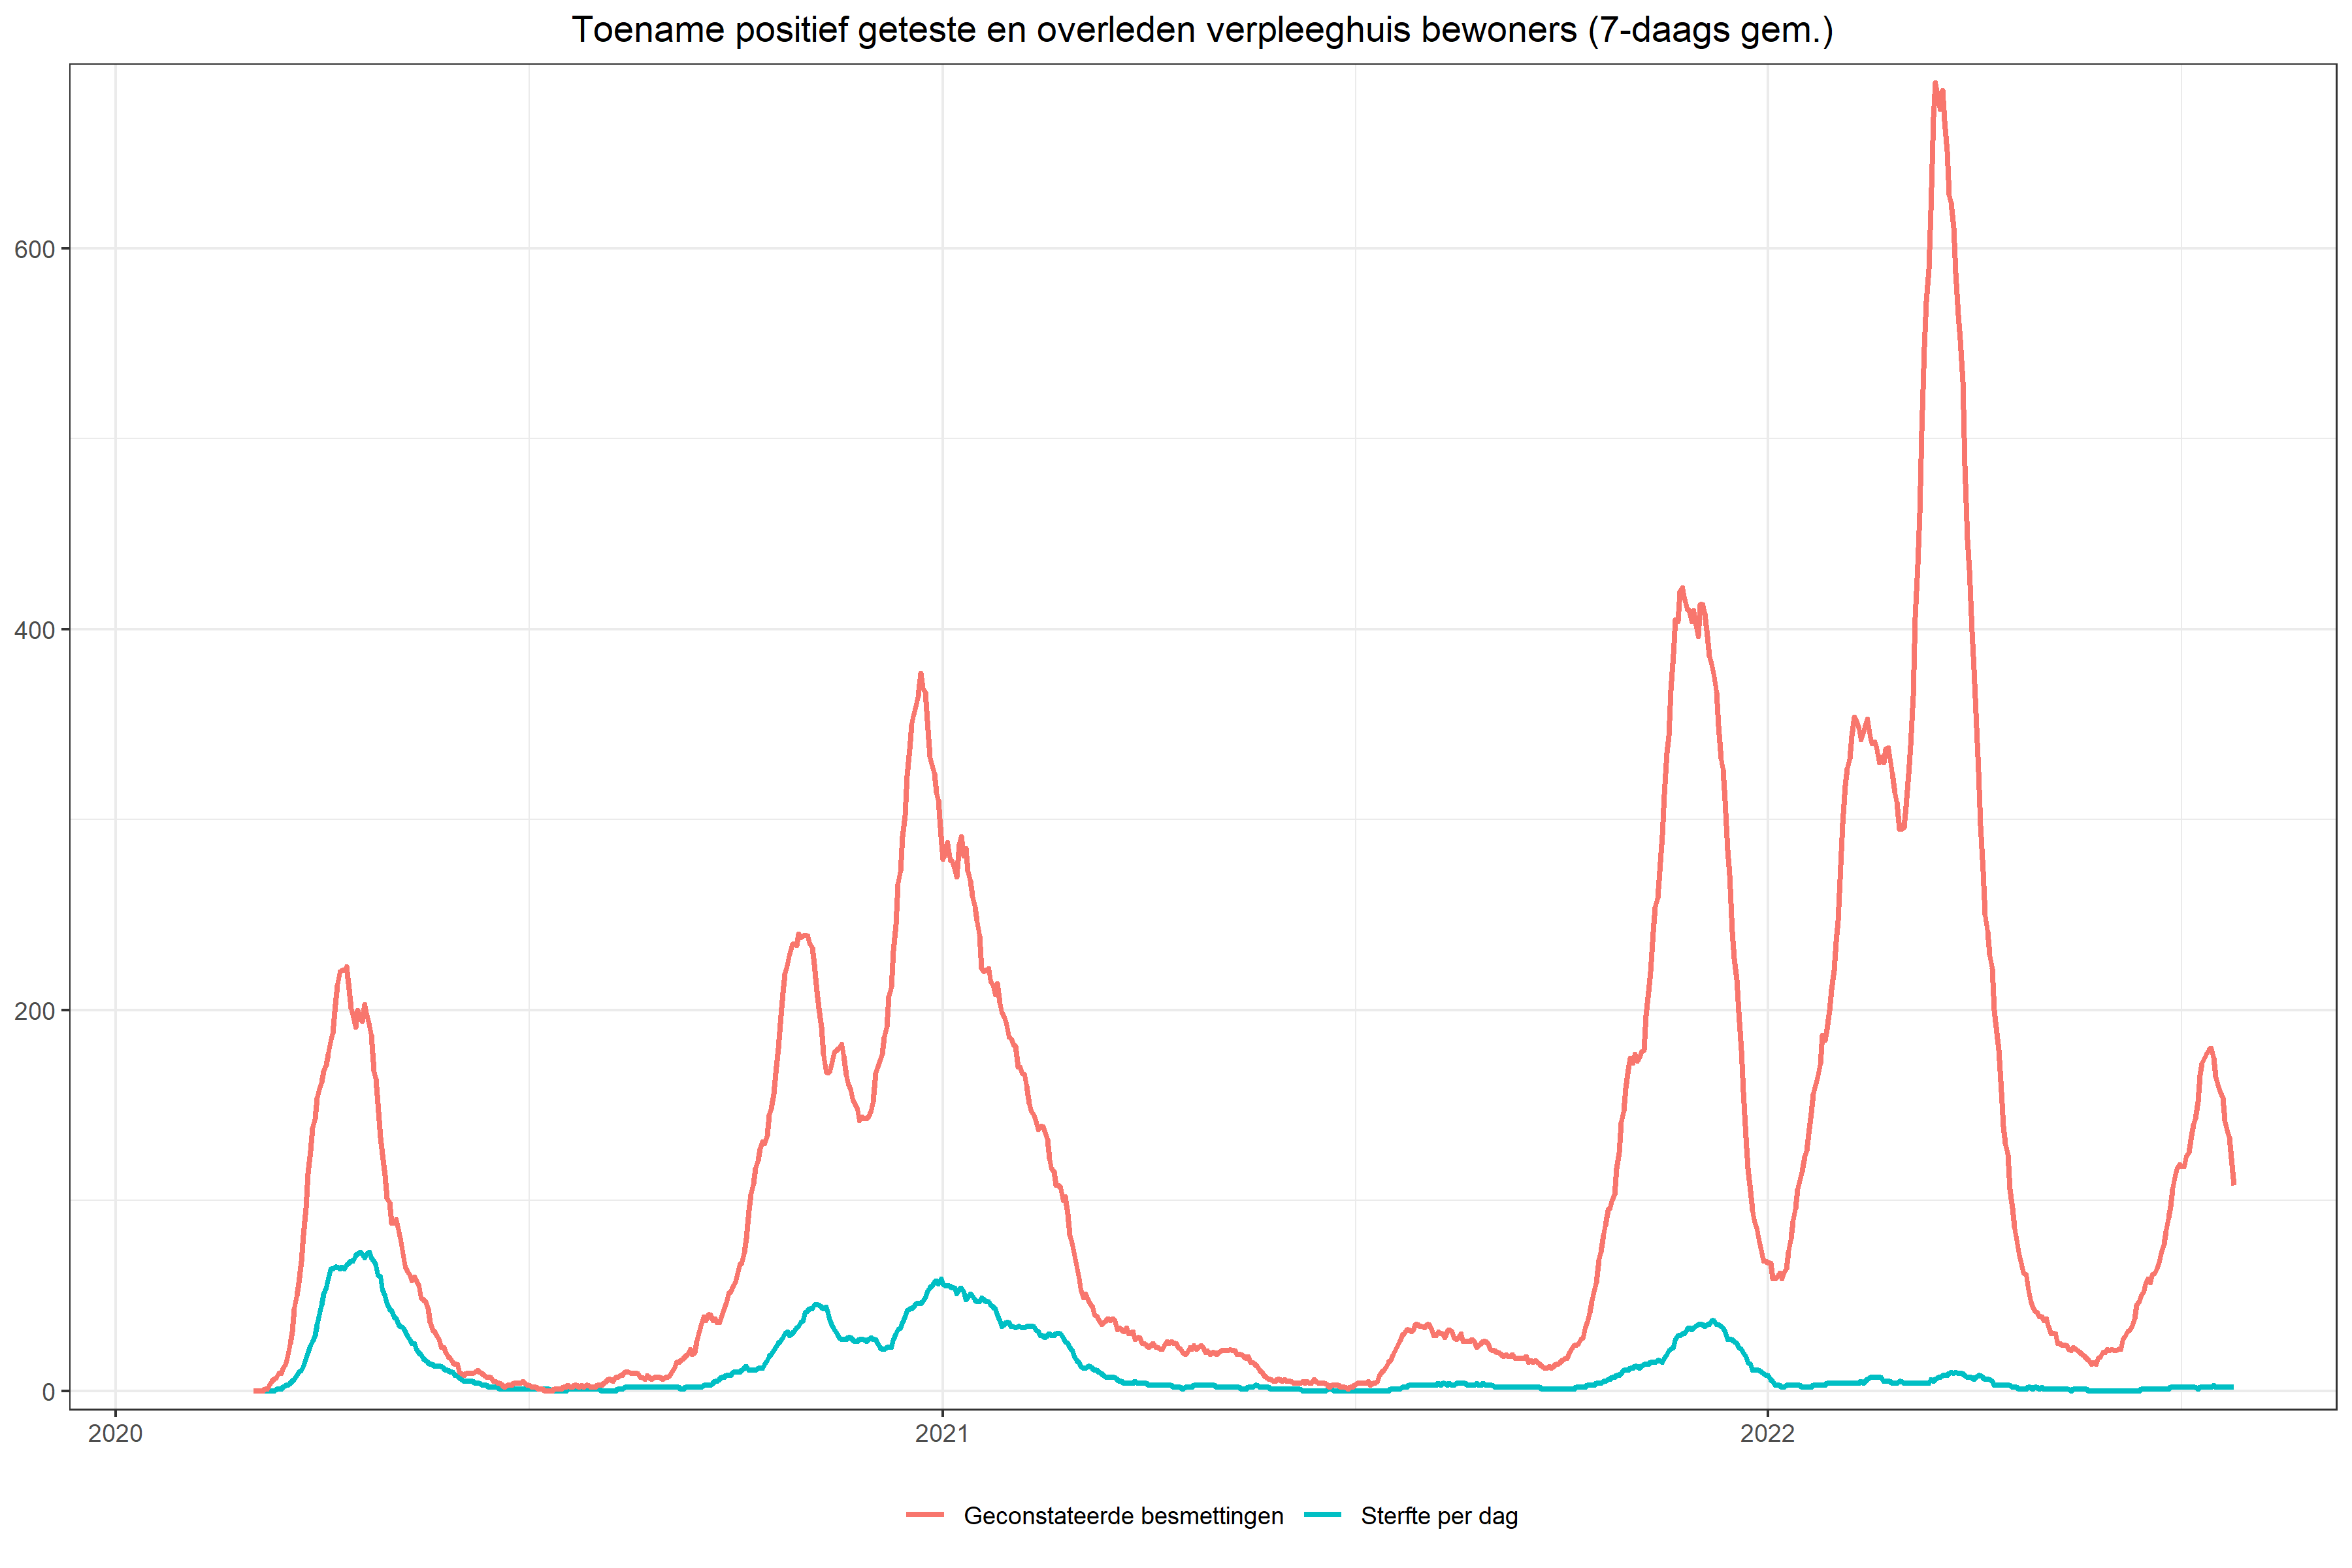 Toename positief geteste en overleden verpleeghuis bewoners (7-daags gem.)
600
400
200
0
2020 2021 2022
Geconstateerde besmettingen Sterfte per dag